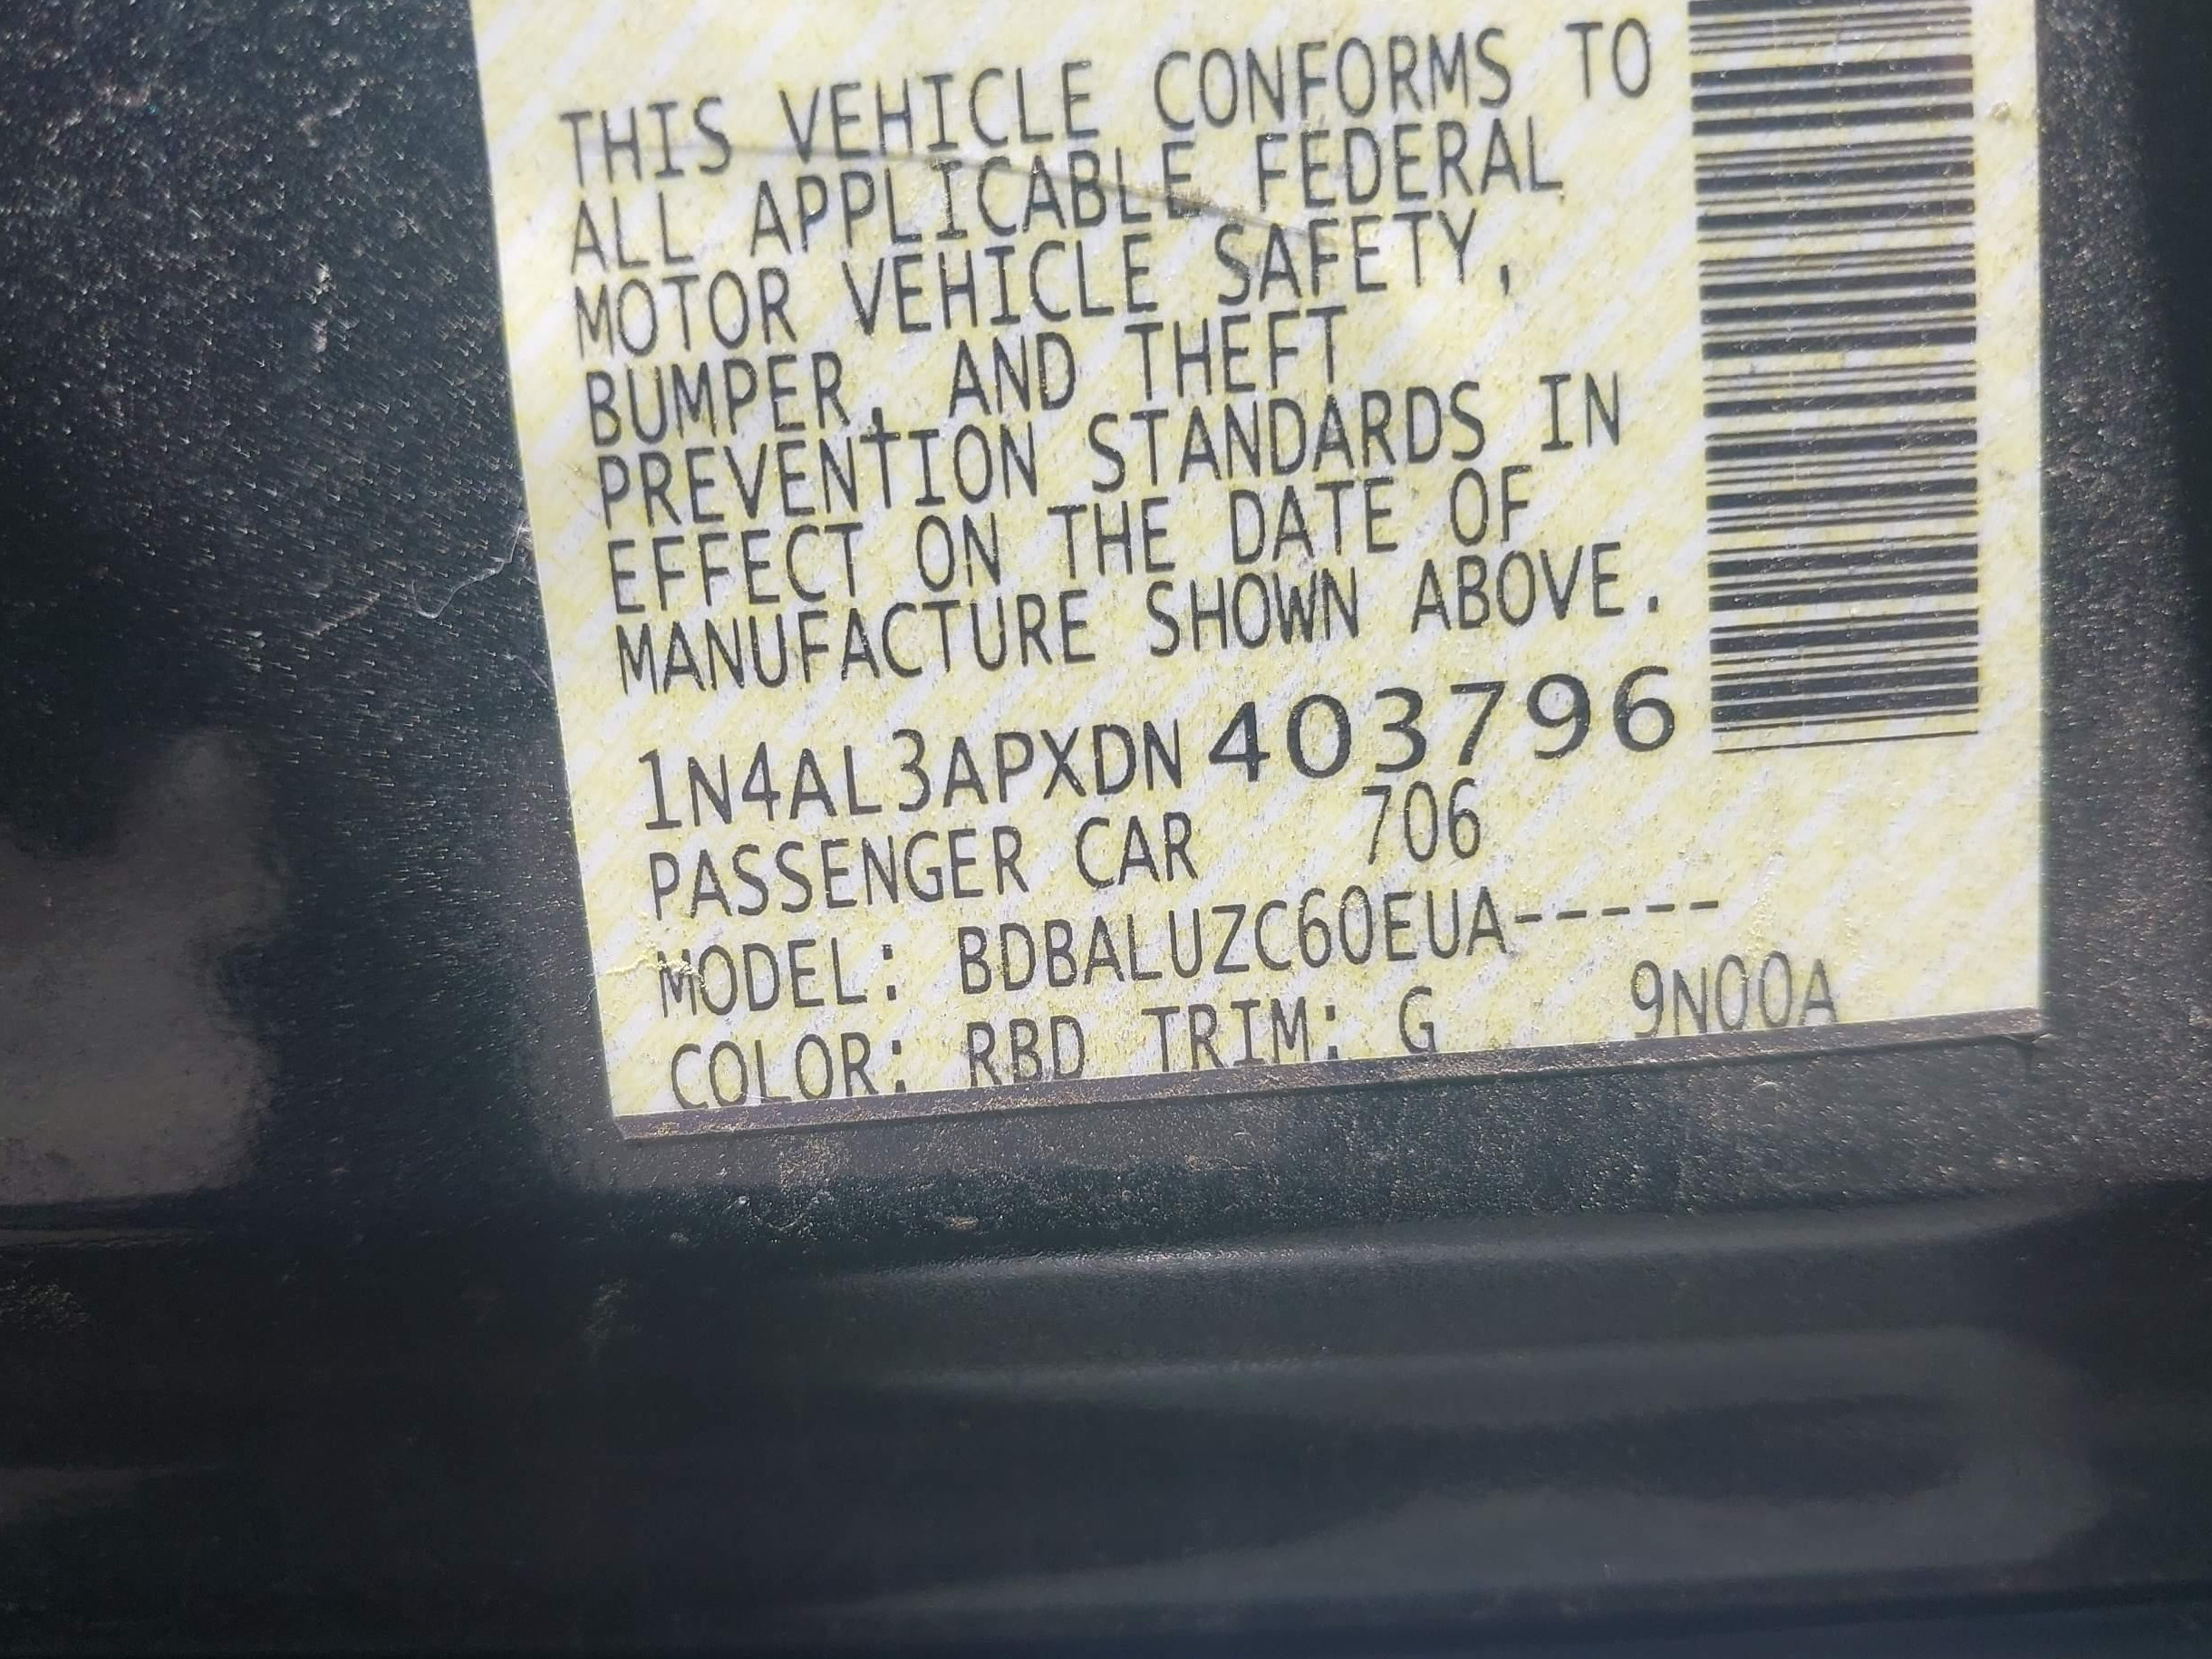 THIS VEHICLE CONFORMS TO
ALL APPLICABLE FEDERAL
MOTOR VEHICLE SAFETY,
BUMPER, AND THEFT
PREVENTION STANDARDS IN
EFFECT ON THE DATE OF
MANUFACTURE SHOWN ABOVE.
1N4AL3APXDN403796
PASSENGER CAR 706
MODEL: BDBALUZC60EUA-----
COLOR: RBD TRIM: G 9N00A